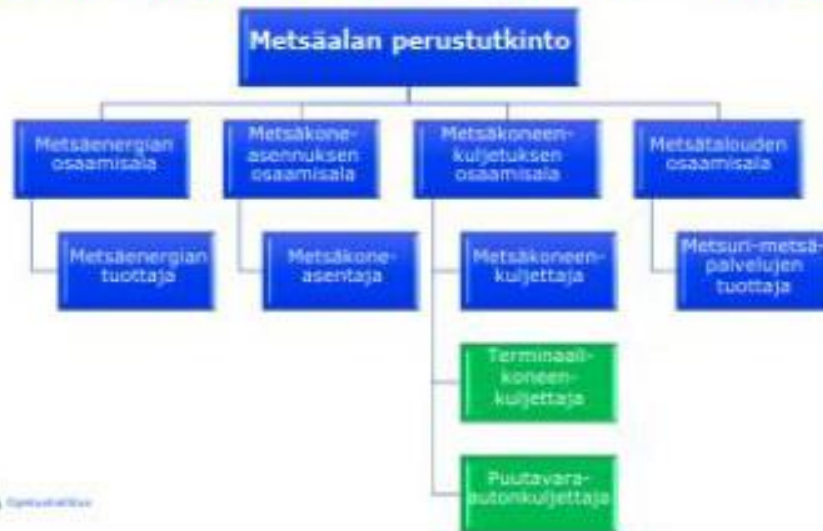 Metsäalan perustutkinto
Metsäenergian
osaamisala
Metsäkone-
asennuksen
osaamisala
Metsäkoneen-
kuljetuksen
osaamisala
Metsätalouden
osaamisala
Metsäenergian
tuottaja
Metsäkone-
asentaja
Metsäkoneen-
kuljettaja
Metsuri-metsä-
palvelujen
tuottaja
Terminaali-
koneen-
kuljettaja
Puutavara-
autonkuljettaja
Opetushallitus